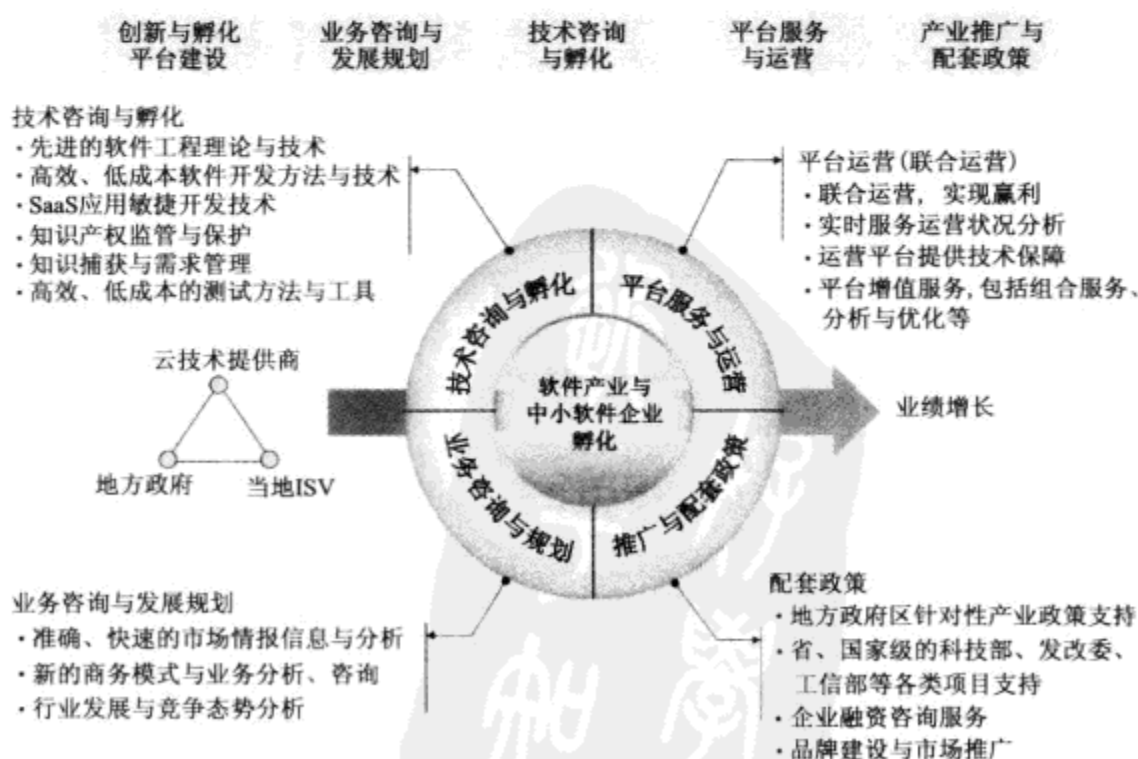 创新与孵化
平台建设
业务咨询与
发展规划
技术咨询
与孵化
平台服务
与运营
产业推广与
配套政策
技术咨询与孵化
·先进的软件工程理论与技术
·高效、低成本软件开发方法与技术
·SaaS应用敏捷开发技术
·知识产权监管与保护
·知识捕获与需求管理
·高效、低成本的测试方法与工具
平台运营(联合运营)
·联合运营，实现赢利
·实时服务运营状况分析
·运营平台提供技术保障
·平台增值服务,包括组合服务、
分析与优化等
云技术提供商
地方政府
当地ISV
技术咨询与孵化
平台服务与运营
软件产业与
中小软件企业
孵化
业务咨询与规划
推广与配套政策
业绩增长
业务咨询与发展规划
·准确、快速的市场情报信息与分析
·新的商务模式与业务分析、咨询
·行业发展与竞争态势分析
配套政策
·地方政府区针对性产业政策支持
·省、国家级的科技部、发改委、
工信部等各类项目支持
·企业融资咨询服务
·品牌建设与市场推广